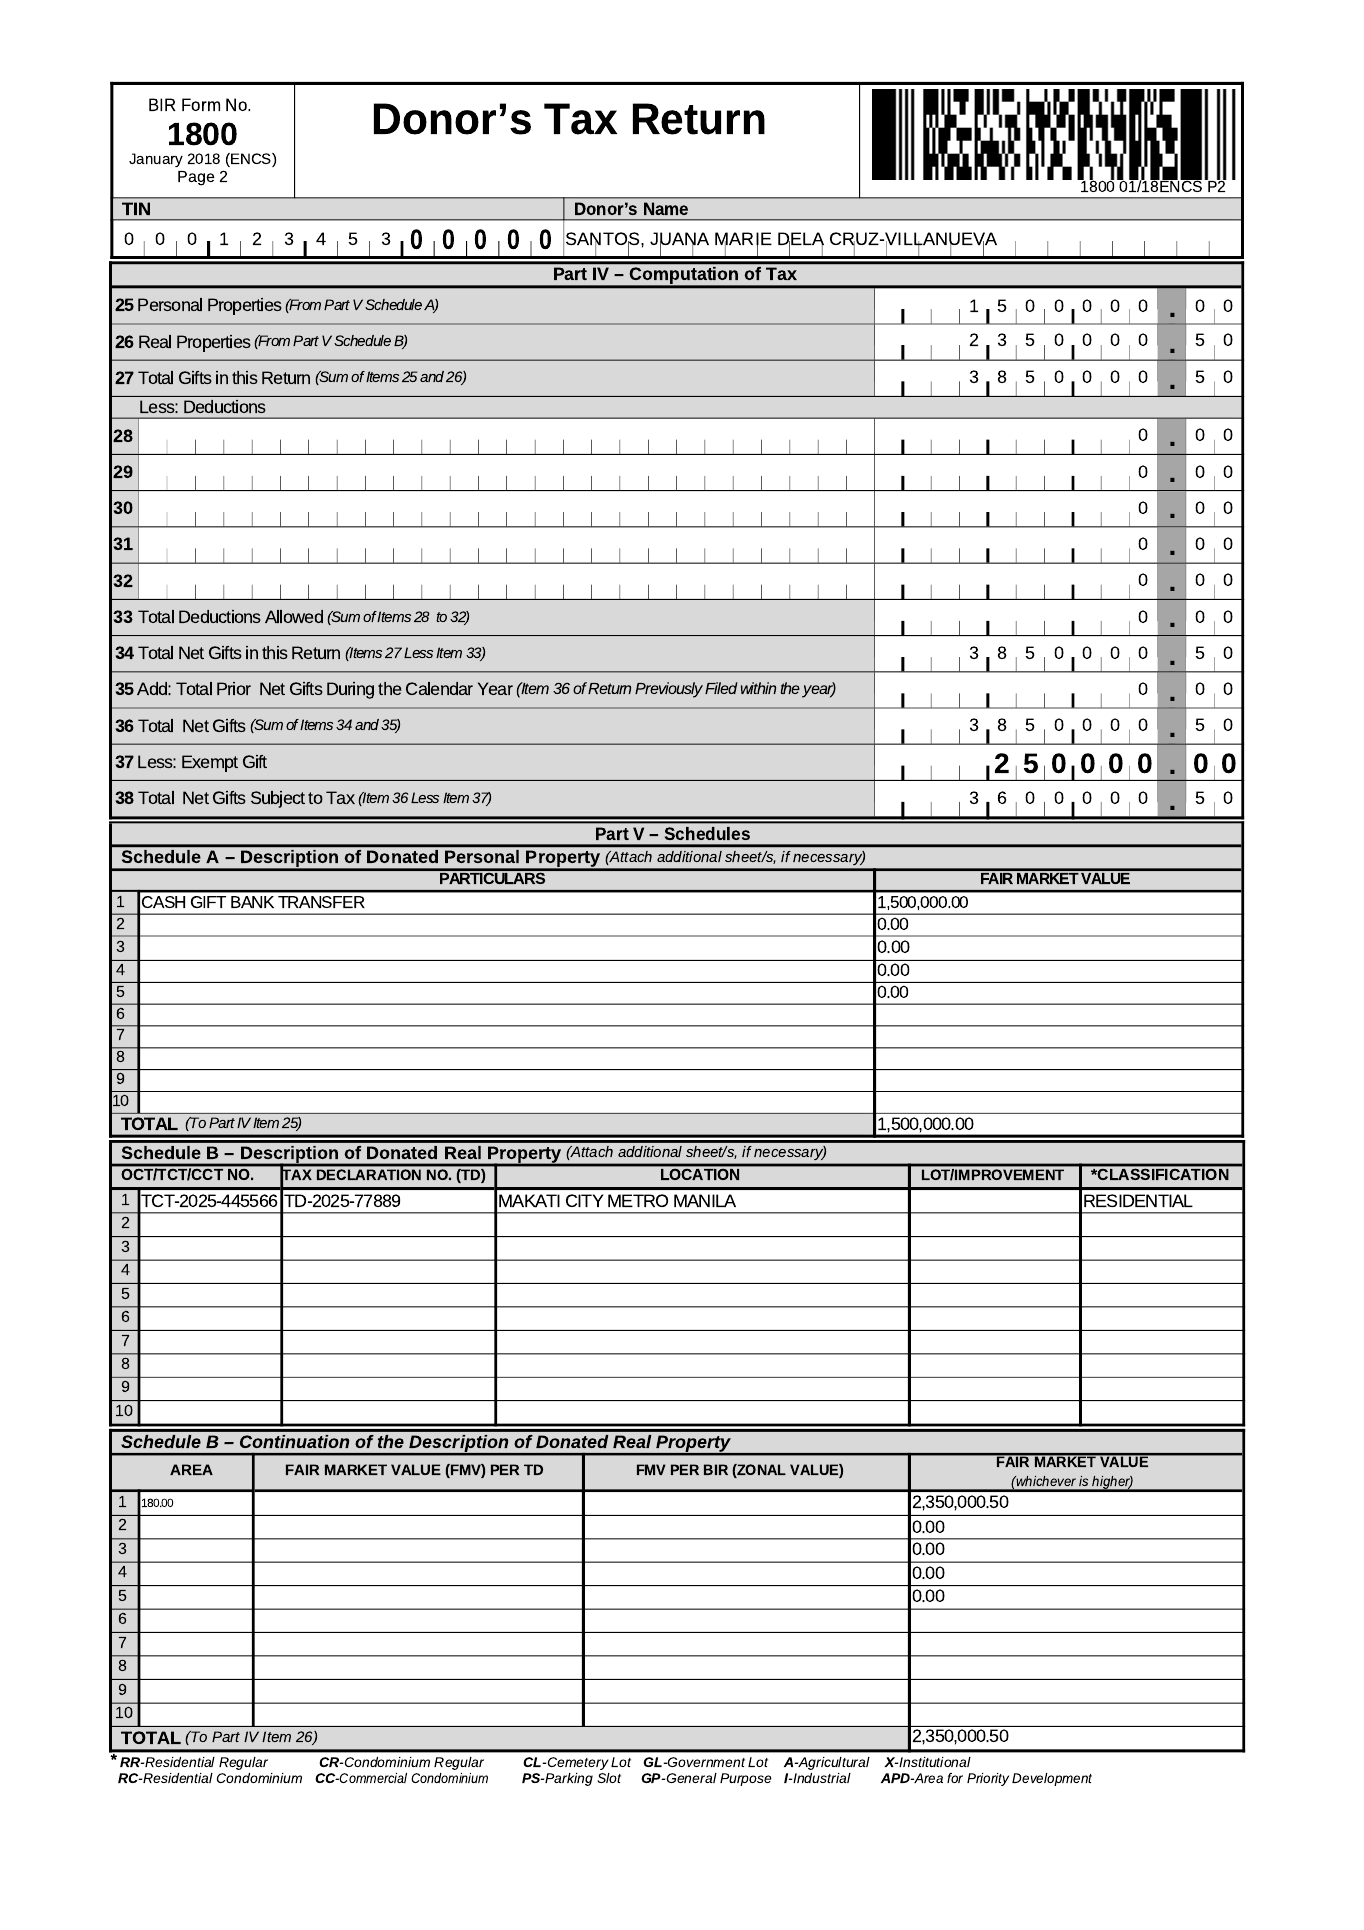 BIR Form No.
1800
January 2018 (ENCS)
Page 2
Donor’s Tax Return
1800 01/18ENCS P2
TIN Donor’s Name
0 0 0 1 2 3 4 5 3 0 0 0 0 0 SANTOS, JUANA MARIE DELA CRUZ-VILLANUEVA
Part IV – Computation of Tax
25 Personal Properties (From Part V Schedule A) 1 5 0 0 0 0 0 . 0 0
26 Real Properties (From Part V Schedule B) 2 3 5 0 0 0 0 . 5 0
27 Total Gifts in this Return (Sum of Items 25 and 26) 3 8 5 0 0 0 0 . 5 0
Less: Deductions
28 0 . 0 0
29 0 . 0 0
30 0 . 0 0
31 0 . 0 0
32 0 . 0 0
33 Total Deductions Allowed (Sum of Items 28 to 32) 0 . 0 0
34 Total Net Gifts in this Return (Items 27 Less Item 33) 3 8 5 0 0 0 0 . 5 0
35 Add: Total Prior Net Gifts During the Calendar Year (Item 36 of Return Previously Filed within the year) 0 . 0 0
36 Total Net Gifts (Sum of Items 34 and 35) 3 8 5 0 0 0 0 . 5 0
37 Less: Exempt Gift 2 5 0 0 0 0 . 0 0
38 Total Net Gifts Subject to Tax (Item 36 Less Item 37) 3 6 0 0 0 0 0 . 5 0
Part V – Schedules
Schedule A – Description of Donated Personal Property (Attach additional sheet/s, if necessary)
PARTICULARS FAIR MARKET VALUE
1 CASH GIFT BANK TRANSFER 1,500,000.00
2 0.00
3 0.00
4 0.00
5 0.00
6
7
8
9
10
TOTAL (To Part IV Item 25) 1,500,000.00
Schedule B – Description of Donated Real Property (Attach additional sheet/s, if necessary)
OCT/TCT/CCT NO. TAX DECLARATION NO. (TD) LOCATION LOT/IMPROVEMENT *CLASSIFICATION
1 TCT-2025-445566 TD-2025-77889 MAKATI CITY METRO MANILA RESIDENTIAL
2
3
4
5
6
7
8
9
10
Schedule B – Continuation of the Description of Donated Real Property
AREA FAIR MARKET VALUE (FMV) PER TD FMV PER BIR (ZONAL VALUE) FAIR MARKET VALUE
(whichever is higher)
1 180.00 2,350,000.50
2 0.00
3 0.00
4 0.00
5 0.00
6
7
8
9
10
TOTAL (To Part IV Item 26) 2,350,000.50
* RR-Residential Regular CR-Condominium Regular CL-Cemetery Lot GL-Government Lot A-Agricultural X-Institutional
RC-Residential Condominium CC-Commercial Condominium PS-Parking Slot GP-General Purpose I-Industrial APD-Area for Priority Development